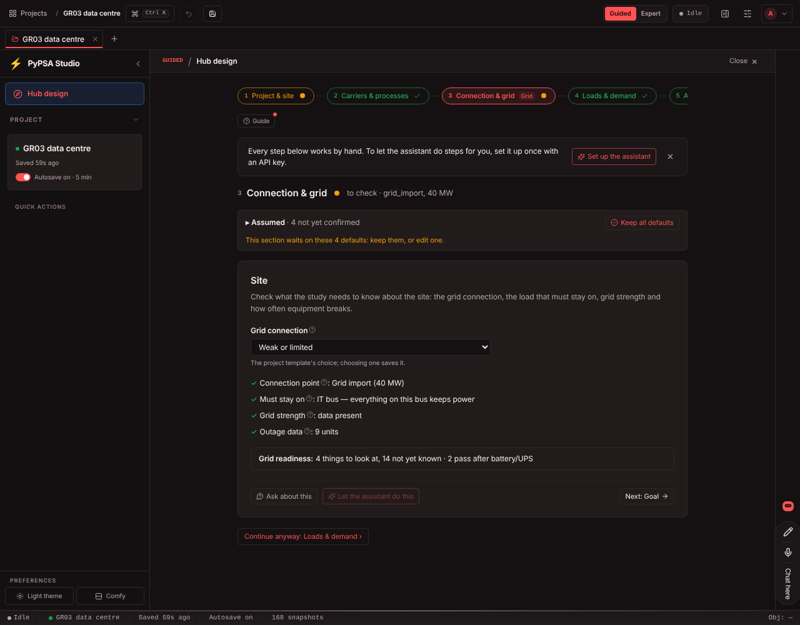 Projects / GR03 data centre ⌘ Ctrl K
Guided Expert Idle A
GR03 data centre × +
PyPSA Studio
GUIDED / Hub design Close ×
Hub design
PROJECT
GR03 data centre
Saved 59s ago
Autosave on · 5 min
QUICK ACTIONS
1 Project & site
2 Carriers & processes ✓
3 Connection & grid Grid
4 Loads & demand ✓
5 A
Guide
Every step below works by hand. To let the assistant do steps for you, set it up once with
an API key.
Set up the assistant
3 Connection & grid to check · grid_import, 40 MW
▸ Assumed · 4 not yet confirmed
Keep all defaults
This section waits on these 4 defaults: keep them, or edit one.
Site
Check what the study needs to know about the site: the grid connection, the load that must stay on, grid strength and
how often equipment breaks.
Grid connection ?
Weak or limited
The project template's choice; choosing one saves it.
✓ Connection point ?: Grid import (40 MW)
✓ Must stay on ?: IT bus — everything on this bus keeps power
✓ Grid strength ?: data present
✓ Outage data ?: 9 units
Grid readiness: 4 things to look at, 14 not yet known · 2 pass after battery/UPS
Ask about this
Let the assistant do this
Next: Goal →
Continue anyway: Loads & demand ›
Chat here
PREFERENCES
Light theme
Comfy
Idle GR03 data centre Saved 59s ago Autosave on 168 snapshots Obj: —